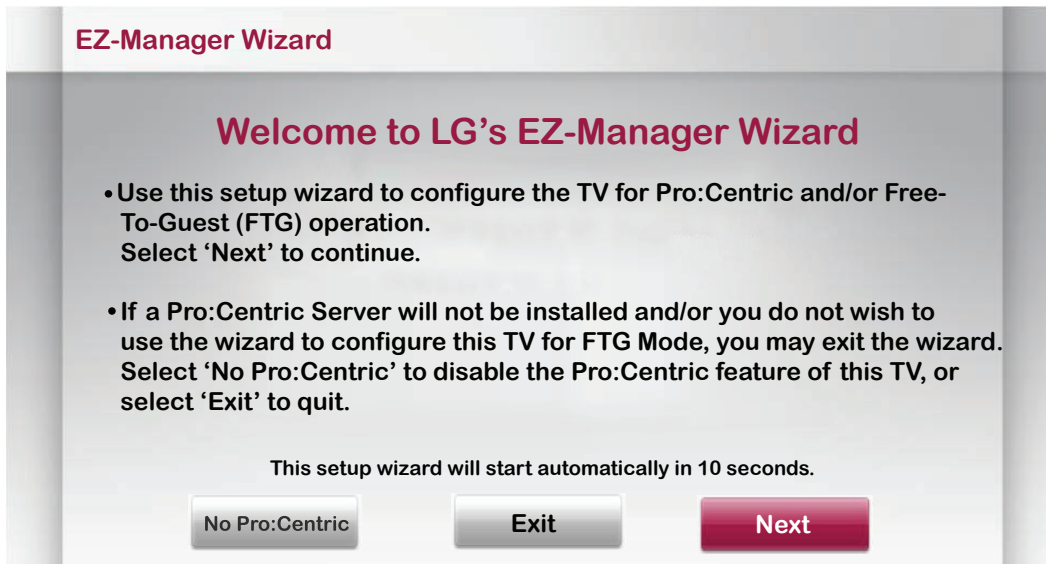 EZ-Manager Wizard
Welcome to LG's EZ-Manager Wizard
•Use this setup wizard to configure the TV for Pro:Centric and/or Free-
To-Guest (FTG) operation.
Select ‘Next’ to continue.
•If a Pro:Centric Server will not be installed and/or you do not wish to
use the wizard to configure this TV for FTG Mode, you may exit the wizard.
Select ‘No Pro:Centric’ to disable the Pro:Centric feature of this TV, or
select ‘Exit’ to quit.
This setup wizard will start automatically in 10 seconds.
No Pro:Centric
Exit
Next